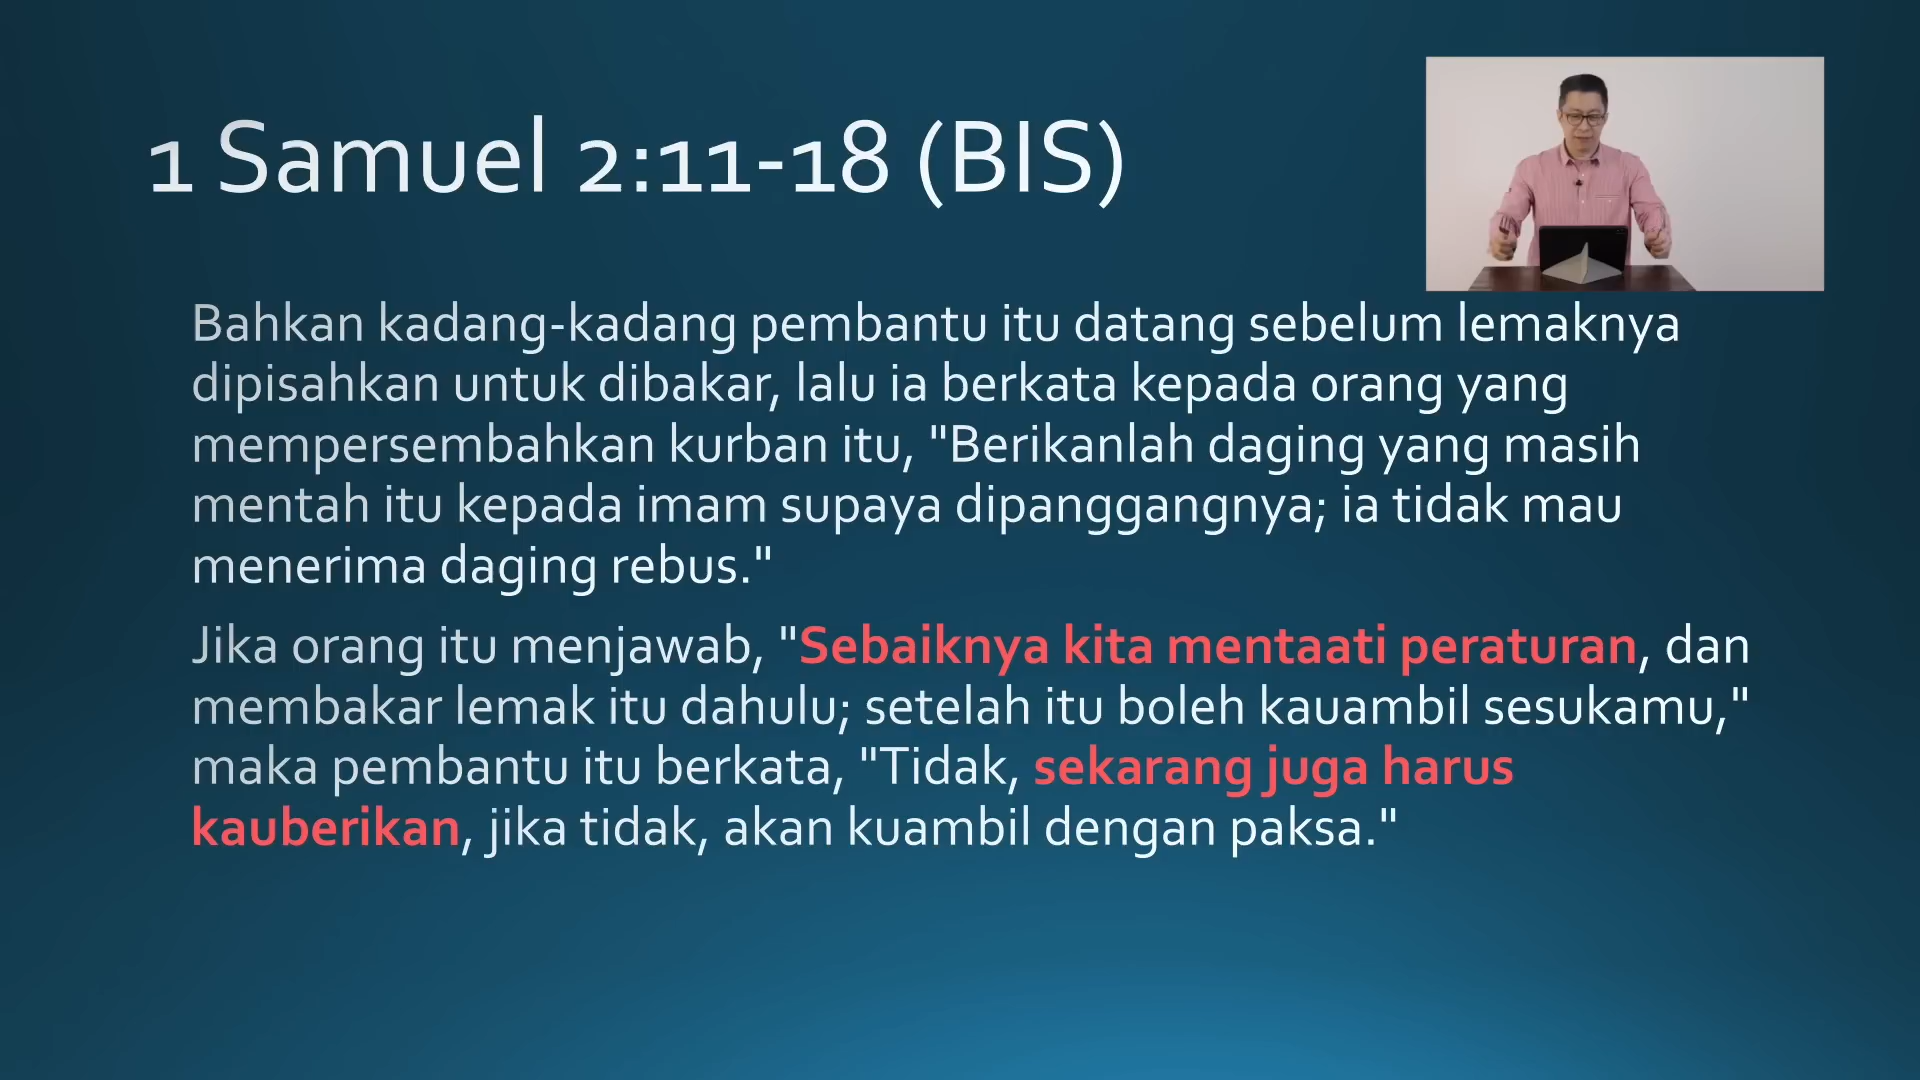 1 Samuel 2:11-18 (BIS)
Bahkan kadang-kadang pembantu itu datang sebelum lemaknya
dipisahkan untuk dibakar, lalu ia berkata kepada orang yang
mempersembahkan kurban itu, "Berikanlah daging yang masih
mentah itu kepada imam supaya dipanggangnya; ia tidak mau
menerima daging rebus."
Jika orang itu menjawab, "Sebaiknya kita mentaati peraturan, dan
membakar lemak itu dahulu; setelah itu boleh kauambil sesukamu,"
maka pembantu itu berkata, "Tidak, sekarang juga harus
kauberikan, jika tidak, akan kuambil dengan paksa."